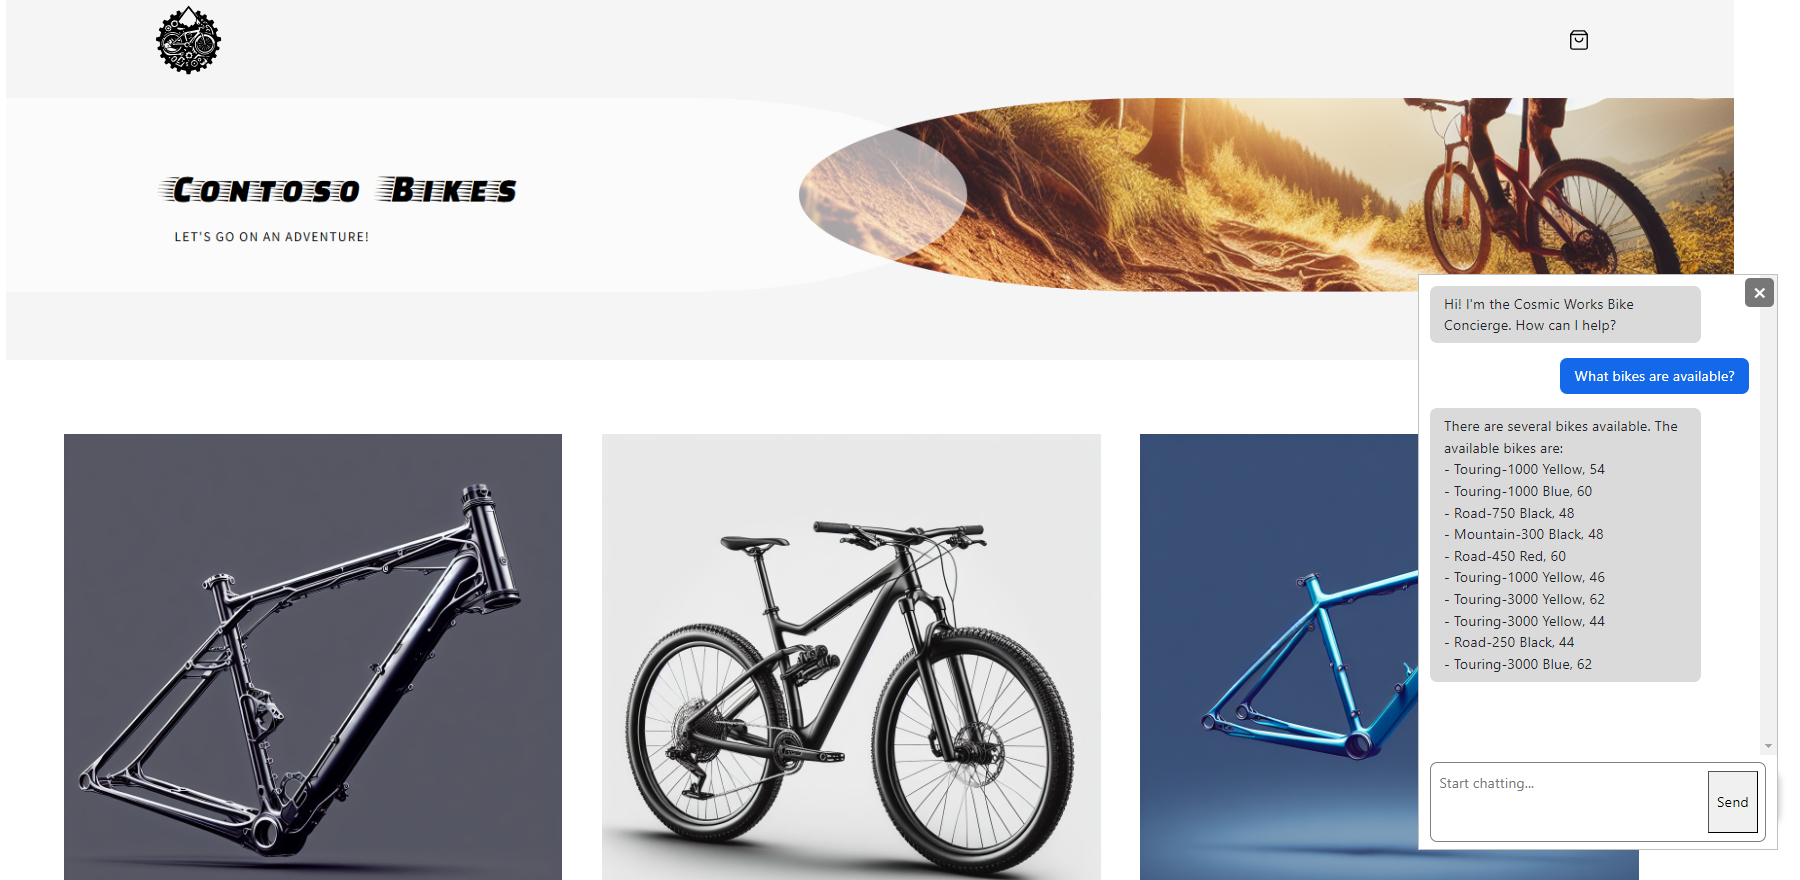 Contoso Bikes
LET'S GO ON AN ADVENTURE!
Hi! I'm the Cosmic Works Bike
Concierge. How can I help?
What bikes are available?
There are several bikes available. The
available bikes are:
- Touring-1000 Yellow, 54
- Touring-1000 Blue, 60
- Road-750 Black, 48
- Mountain-300 Black, 48
- Road-450 Red, 60
- Touring-1000 Yellow, 46
- Touring-3000 Yellow, 62
- Touring-3000 Yellow, 44
- Road-250 Black, 44
- Touring-3000 Blue, 62
Start chatting...
Send